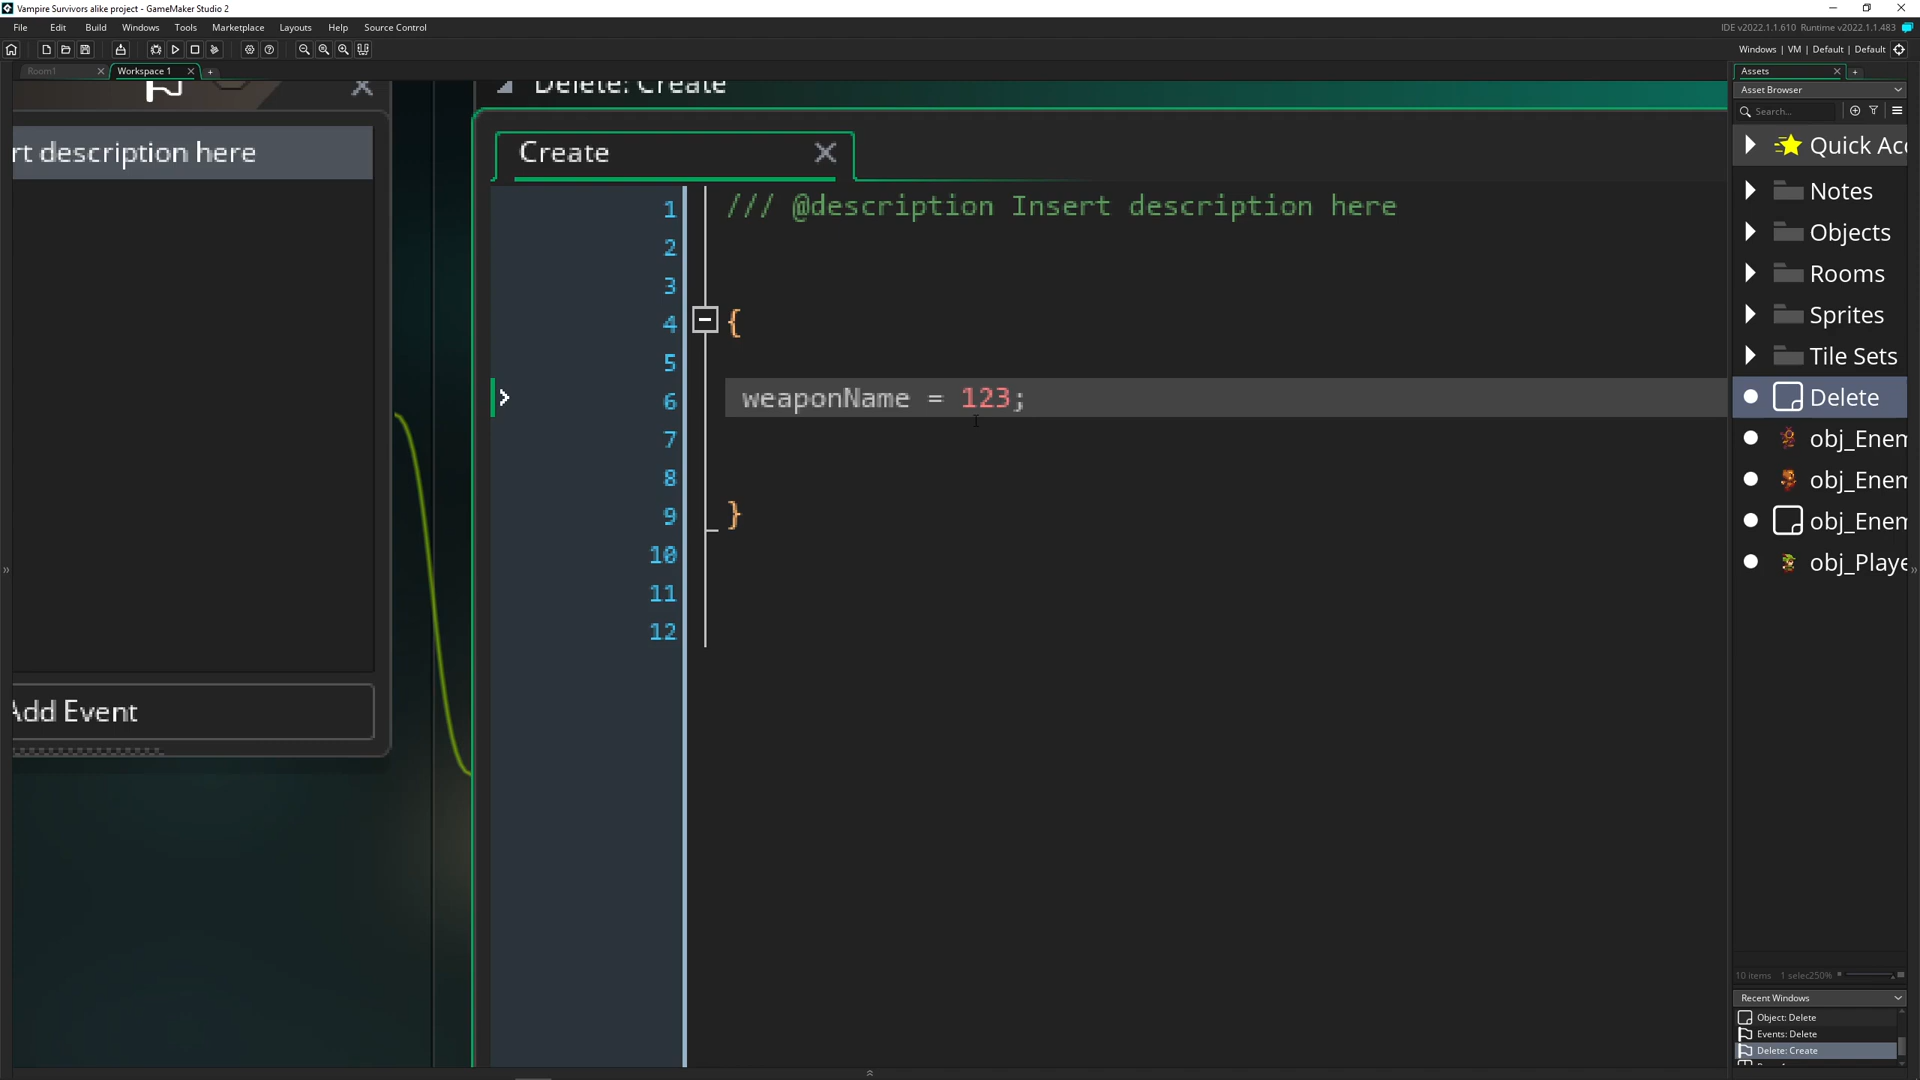 Vampire Survivors alike project - GameMaker Studio 2
File Edit Build Windows Tools Marketplace Layouts Help Source Control
IDE v2022.1.1.610 Runtime v2022.1.1.483
Windows | VM | Default | Default
Room1
Workspace 1
Delete: Create
rt description here
Add Event
Create
1 /// @description Insert description here
2
3
4 {
5
6 weaponName = 123;
7
8
9 }
10
11
12
Assets
Asset Browser
Search...
Quick Acc
Notes
Objects
Rooms
Sprites
Tile Sets
Delete
obj_Enem
obj_Enem
obj_Enem
obj_Playe
10 items 1 selec250%
Recent Windows
Object: Delete
Events: Delete
Delete: Create